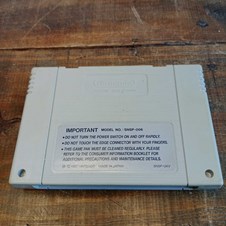 IMPORTANT MODEL NO.: SNSP-006
• DO NOT TURN THE POWER SWITCH ON AND OFF RAPIDLY.
• DO NOT TOUCH THE EDGE CONNECTOR WITH YOUR FINGERS.
• THIS GAME PAK MUST BE CLEANED REGULARLY. PLEASE
REFER TO THE CONSUMER INFORMATION BOOKLET FOR
ADDITIONAL PRECAUTIONS AND MAINTENANCE DETAILS.